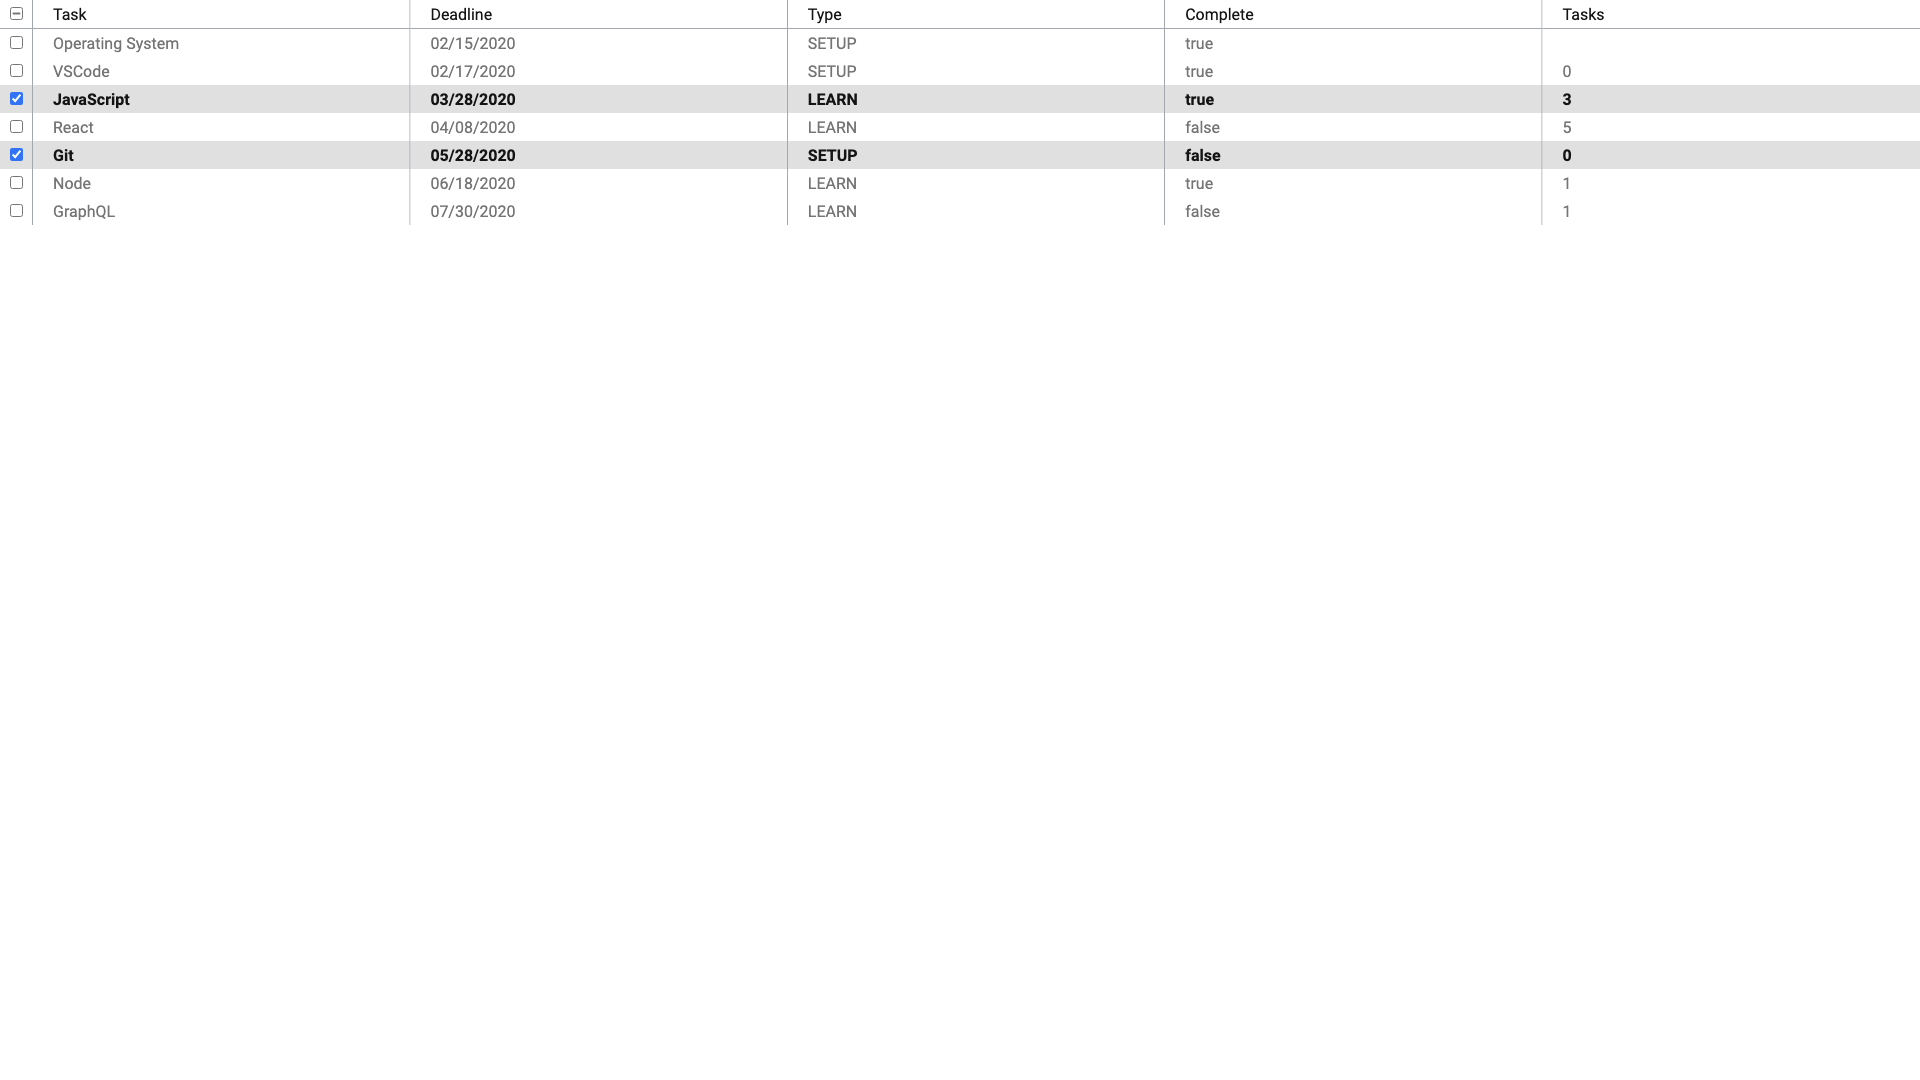 Task Deadline Type Complete Tasks
Operating System 02/15/2020 SETUP true
VSCode 02/17/2020 SETUP true 0
JavaScript 03/28/2020 LEARN true 3
React 04/08/2020 LEARN false 5
Git 05/28/2020 SETUP false 0
Node 06/18/2020 LEARN true 1
GraphQL 07/30/2020 LEARN false 1